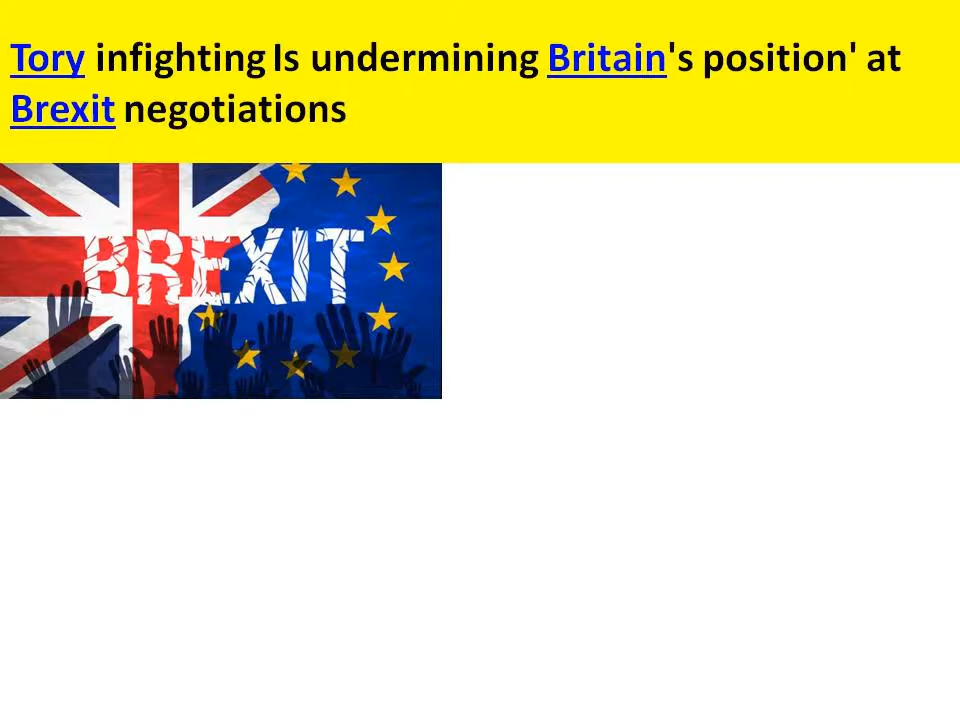 Tory infighting Is undermining Britain's position' at
Brexit negotiations
BREXIT